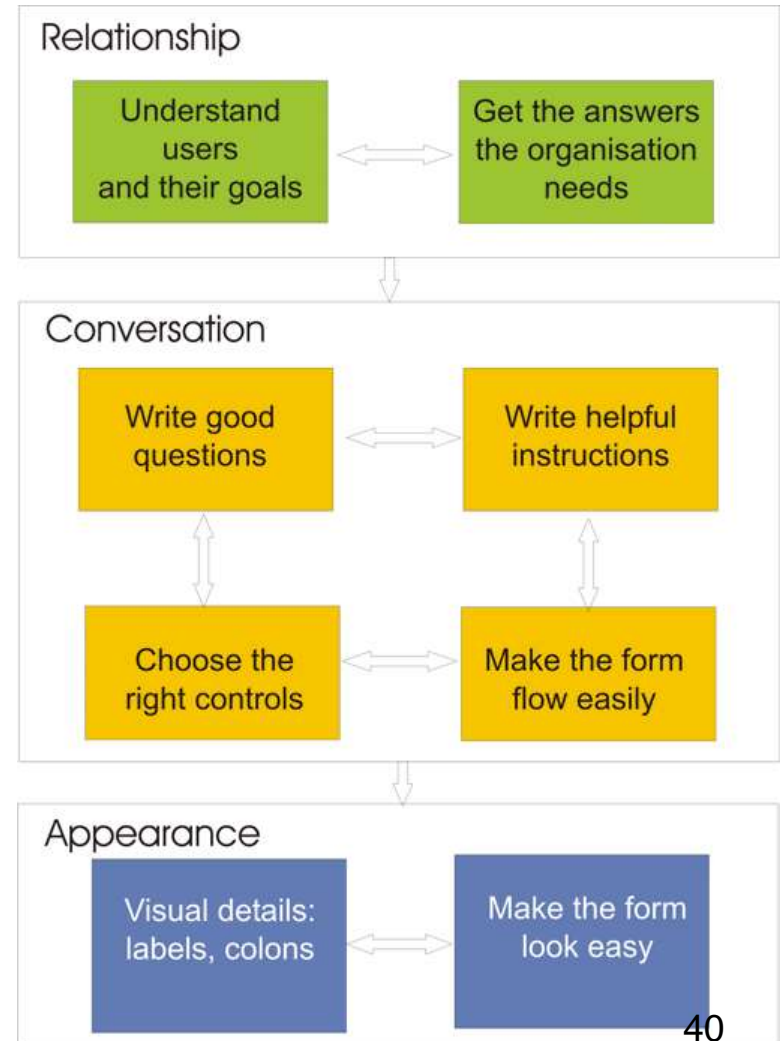 Relationship
Understand
users
and their goals
Get the answers
the organisation
needs
Conversation
Write good
questions
Write helpful
instructions
Choose the
right controls
Make the form
flow easily
Appearance
Visual details:
labels, colons
Make the form
look easy
40